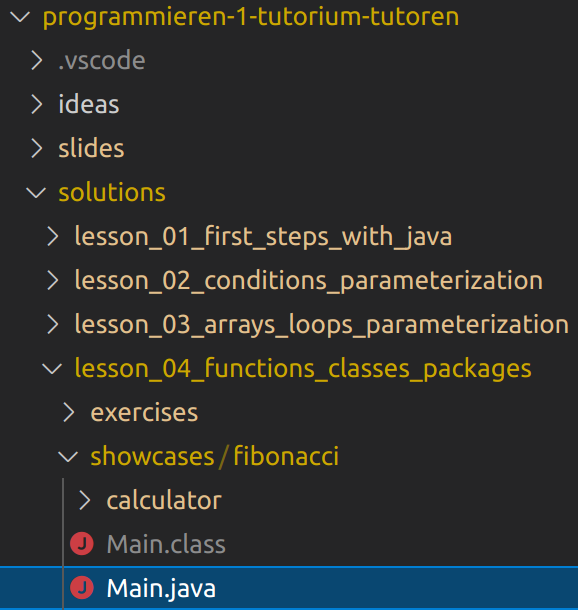 programmieren-1-tutorium-tutoren
.vscode
ideas
slides
solutions
lesson_01_first_steps_with_java
lesson_02_conditions_parameterization
lesson_03_arrays_loops_parameterization
lesson_04_functions_classes_packages
exercises
showcases/fibonacci
calculator
J Main.class
J Main.java